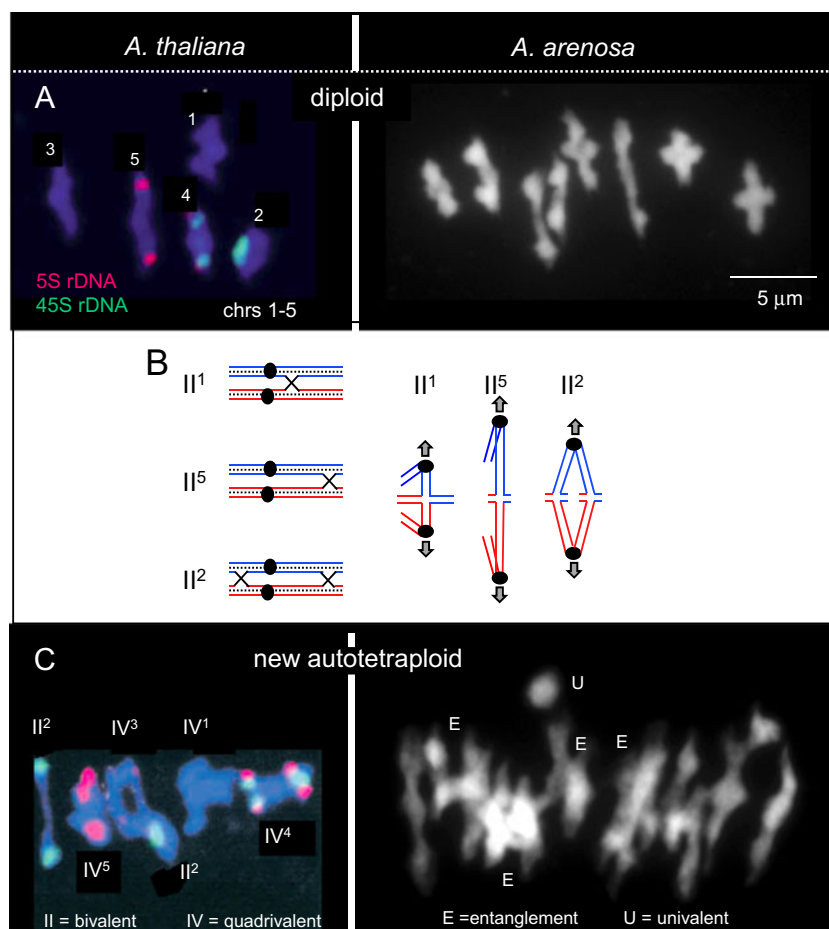 A. thaliana
A. arenosa
A
diploid
1
3
5
4
2
5S rDNA
45S rDNA
chrs 1-5
5 μm
B
II¹
II⁵
II²
II¹
II⁵
II²
C
new autotetraploid
II²
IV³
IV¹
IV⁵
II²
IV⁴
II = bivalent
IV = quadrivalent
U
E
E
E
E
E =entanglement
U = univalent